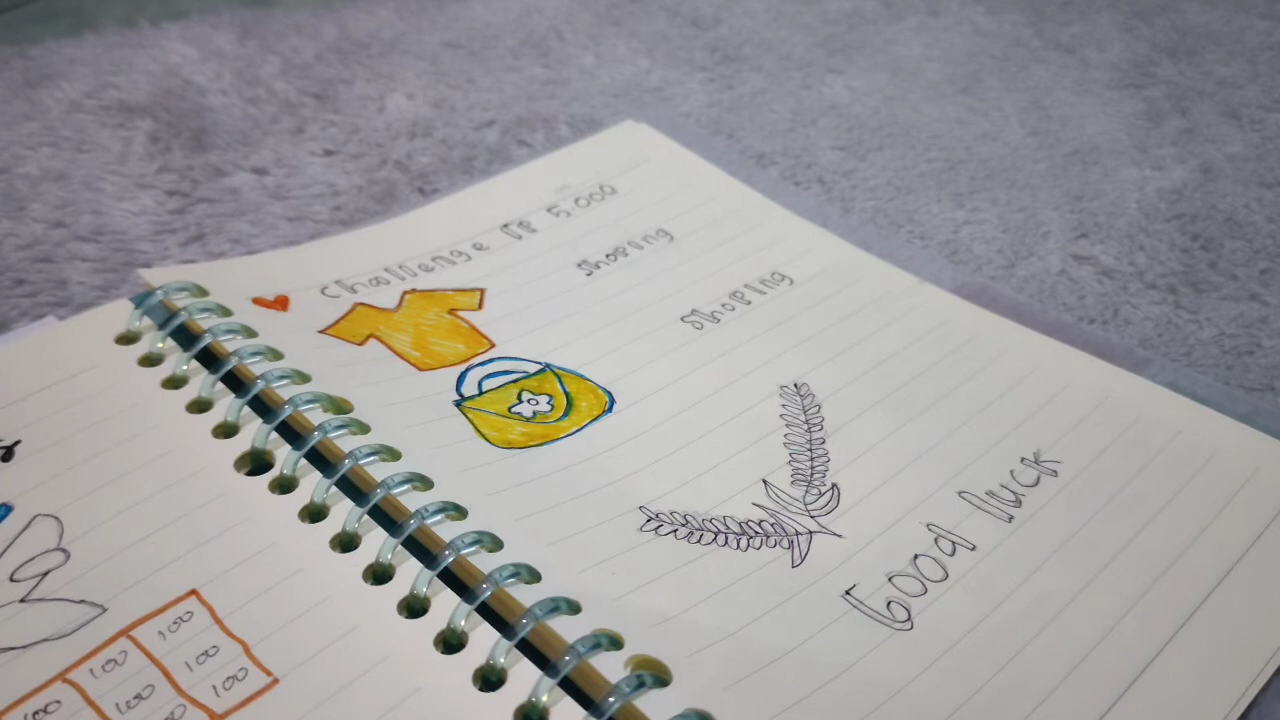 Challenge RP 5.000
Shoping
Shoping
Good Luck
100
100 100
100 100 100